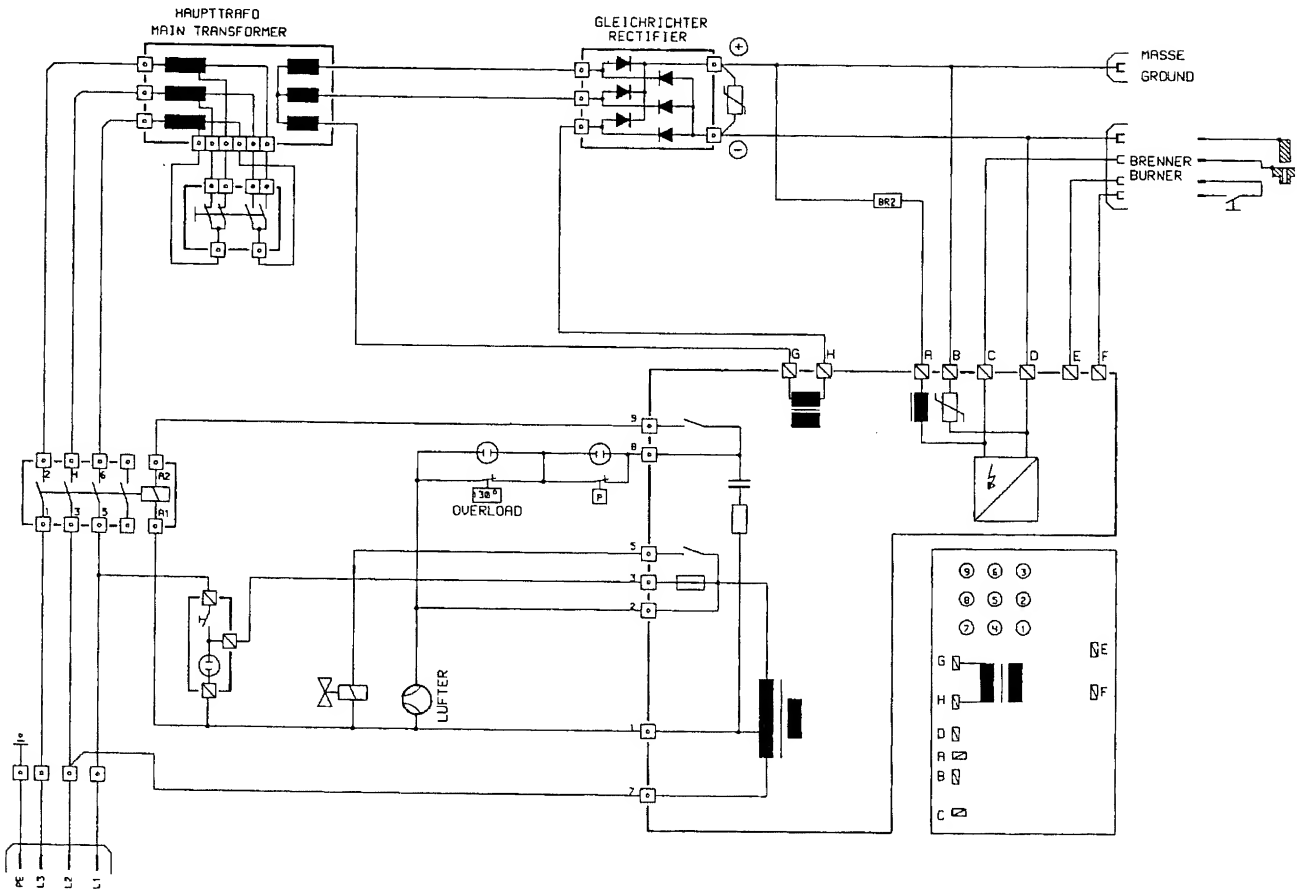 HAUPTTRAFO
MAIN TRANSFORMER
GLEICHRICHTER
RECTIFIER
+
-
MASSE
GROUND
BRENNER
BURNER
BR2
G H A B C D E F
9
8
130°
OVERLOAD
P
2 4 6 A2
1 3 5 A1
5
3
2
LÜFTER
1
7
9 6 3
8 5 2
7 4 1
G
H
D
A
B
C
E
F
PE L3 L2 L1